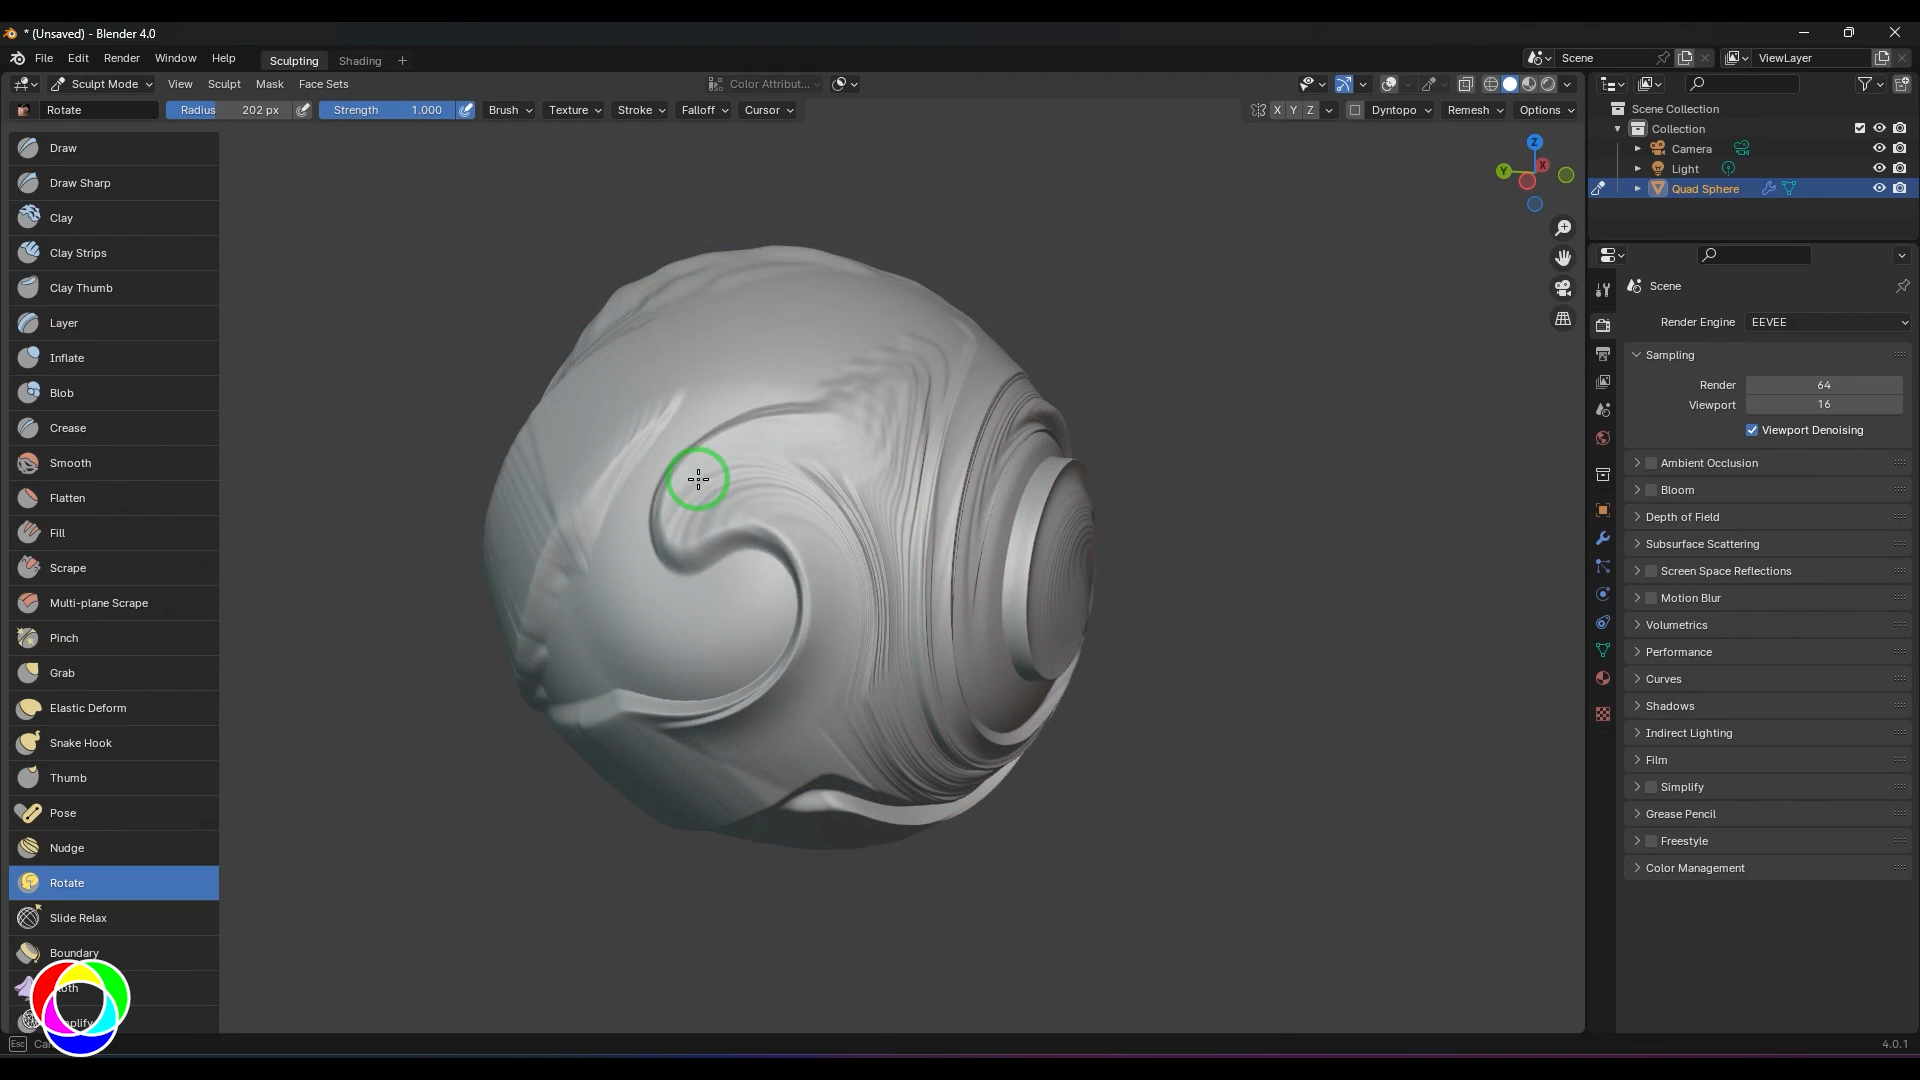 * (Unsaved) - Blender 4.0
File Edit Render Window Help Sculpting Shading + Scene ViewLayer
Sculpt Mode View Sculpt Mask Face Sets Color Attribut...
Rotate Radius 202 px Strength 1.000 Brush Texture Stroke Falloff Cursor X Y Z Dyntopo Remesh Options
Draw
Draw Sharp
Clay
Clay Strips
Clay Thumb
Layer
Inflate
Blob
Crease
Smooth
Flatten
Fill
Scrape
Multi-plane Scrape
Pinch
Grab
Elastic Deform
Snake Hook
Thumb
Pose
Nudge
Rotate
Slide Relax
Boundary
Z
X
Y
Scene Collection
Collection
Camera
Light
Quad Sphere
Scene
Render Engine EEVEE
Sampling
Render 64
Viewport 16
Viewport Denoising
Ambient Occlusion
Bloom
Depth of Field
Subsurface Scattering
Screen Space Reflections
Motion Blur
Volumetrics
Performance
Curves
Shadows
Indirect Lighting
Film
Simplify
Grease Pencil
Freestyle
Color Management
Esc
4.0.1